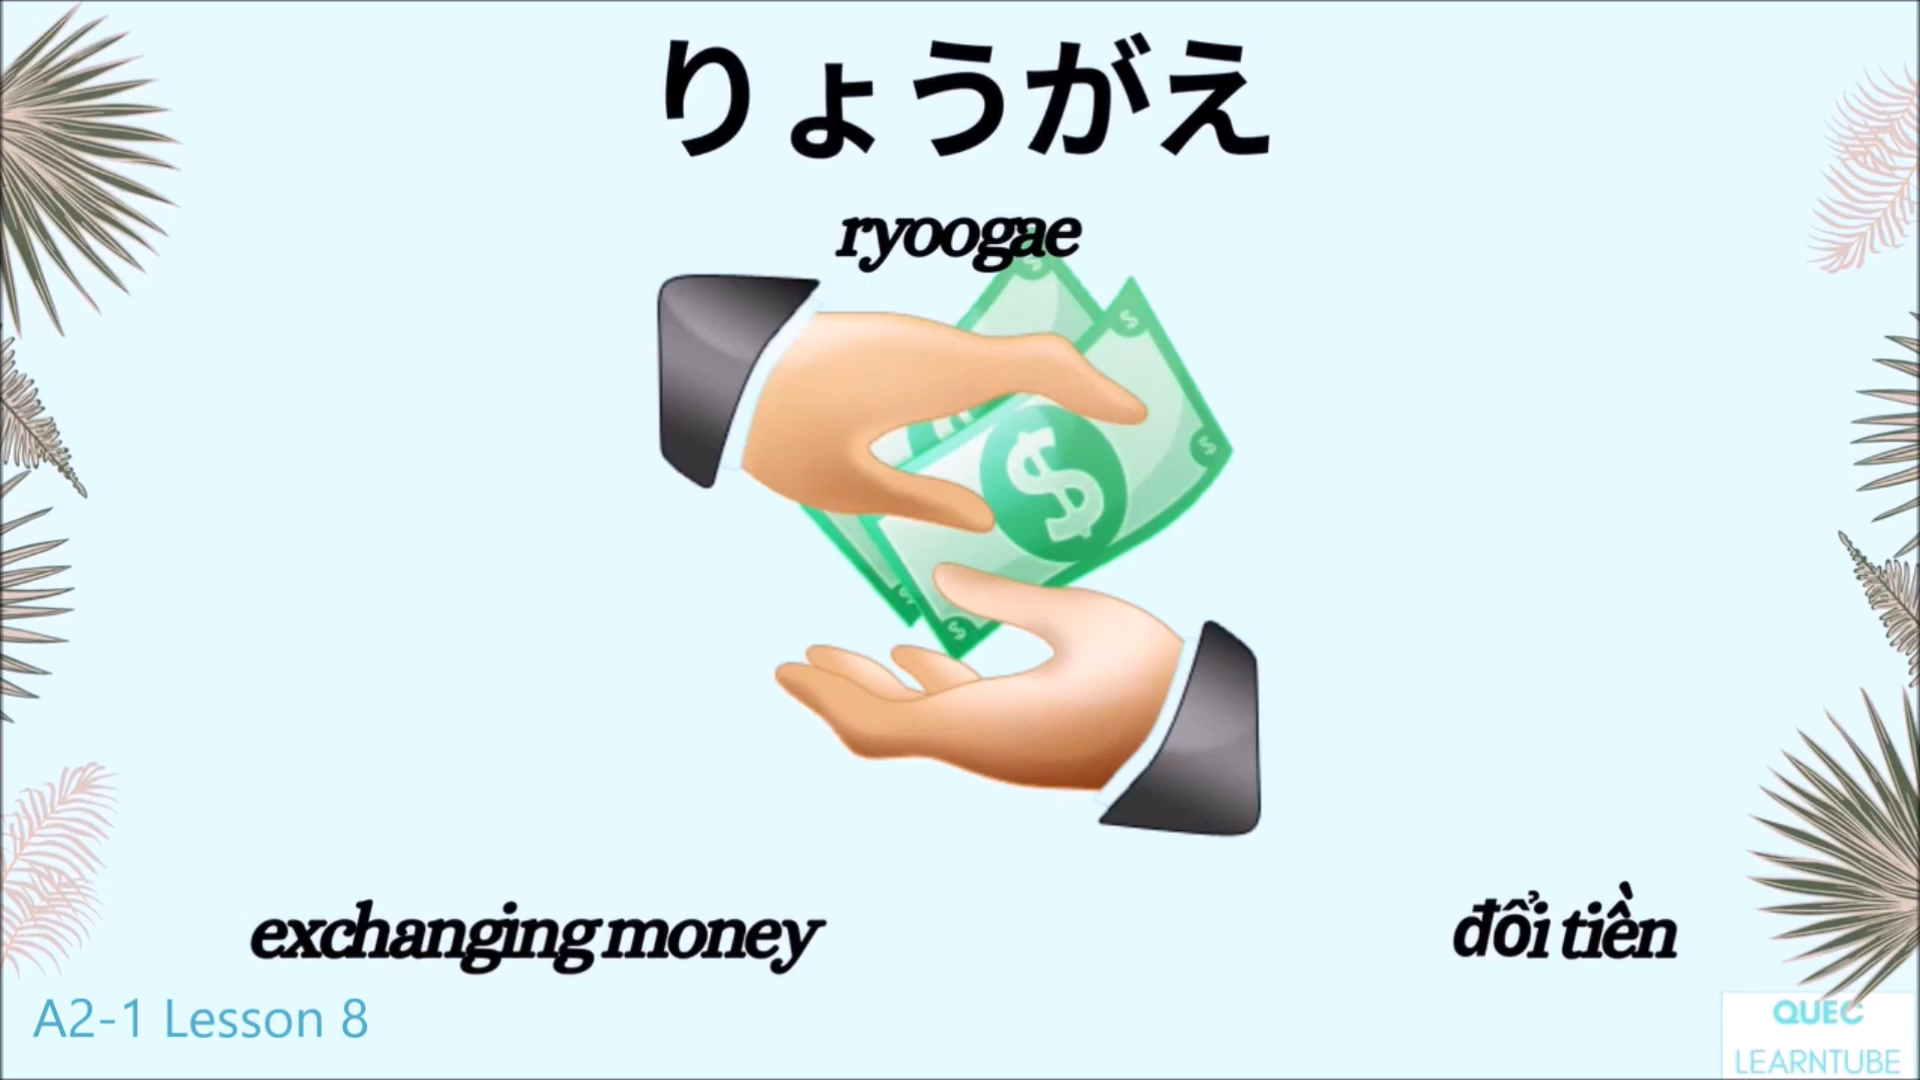 りょうがえ
ryoogae
exchanging money
đổi tiền
A2-1 Lesson 8
QUEC
LEARNTUBE